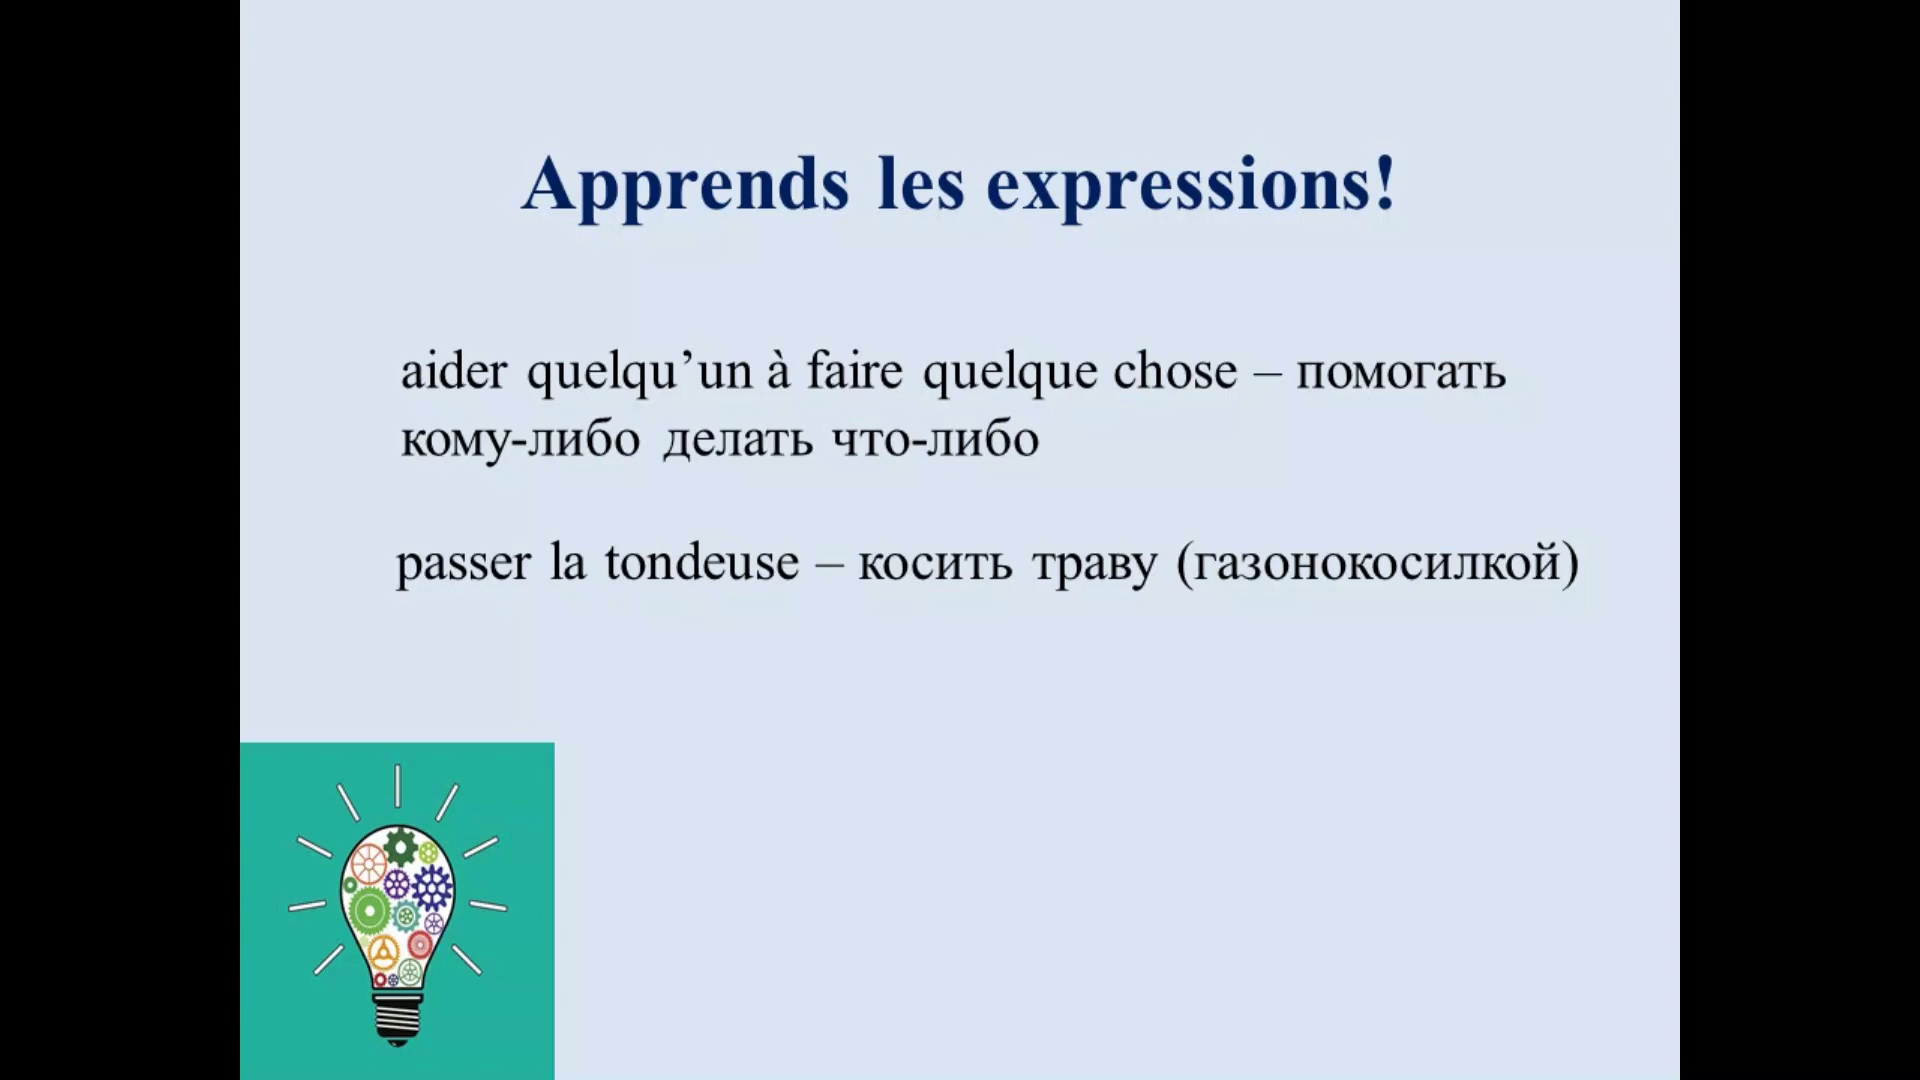 Apprends les expressions!
aider quelqu’un à faire quelque chose – помогать
кому-либо делать что-либо
passer la tondeuse – косить траву (газонокосилкой)